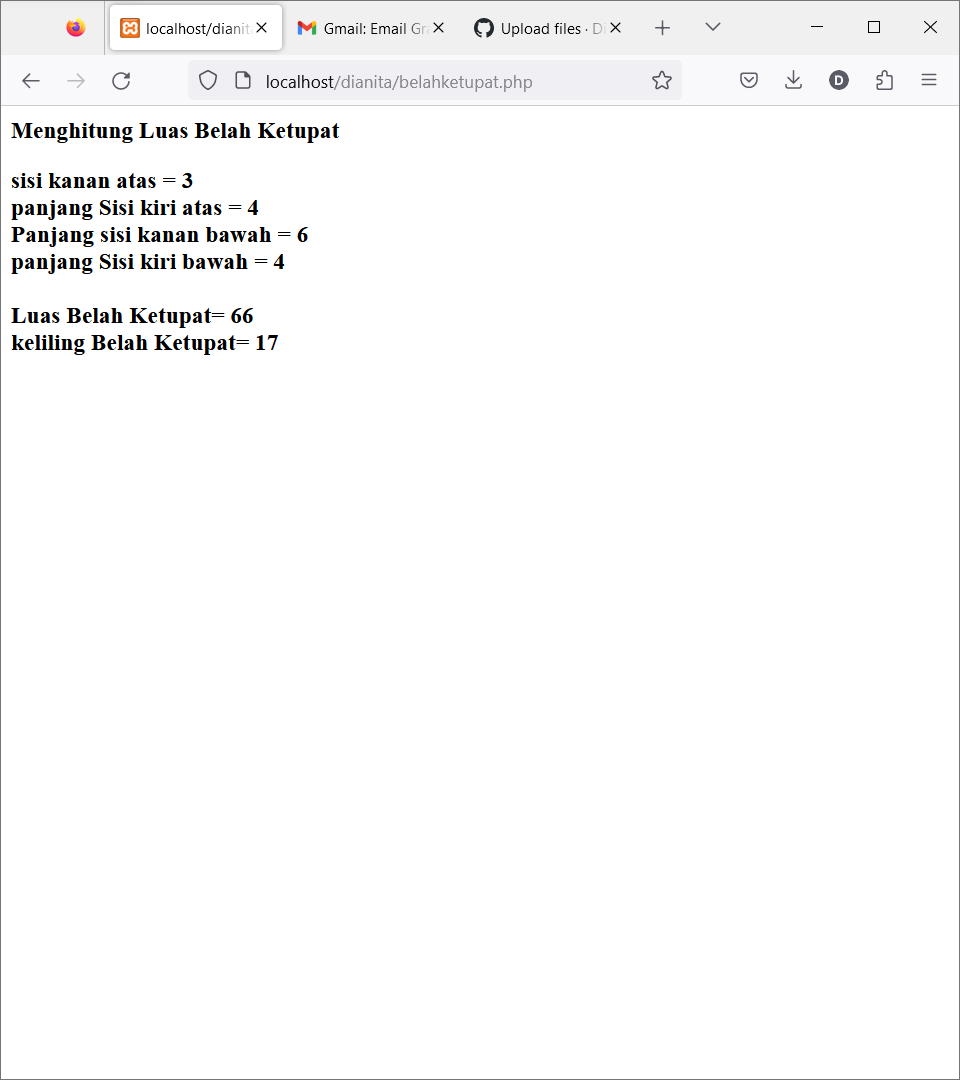 localhost/dianit
Gmail: Email Gr
Upload files · Di
localhost/dianita/belahketupat.php
D
Menghitung Luas Belah Ketupat
sisi kanan atas = 3
panjang Sisi kiri atas = 4
Panjang sisi kanan bawah = 6
panjang Sisi kiri bawah = 4
Luas Belah Ketupat= 66
keliling Belah Ketupat= 17